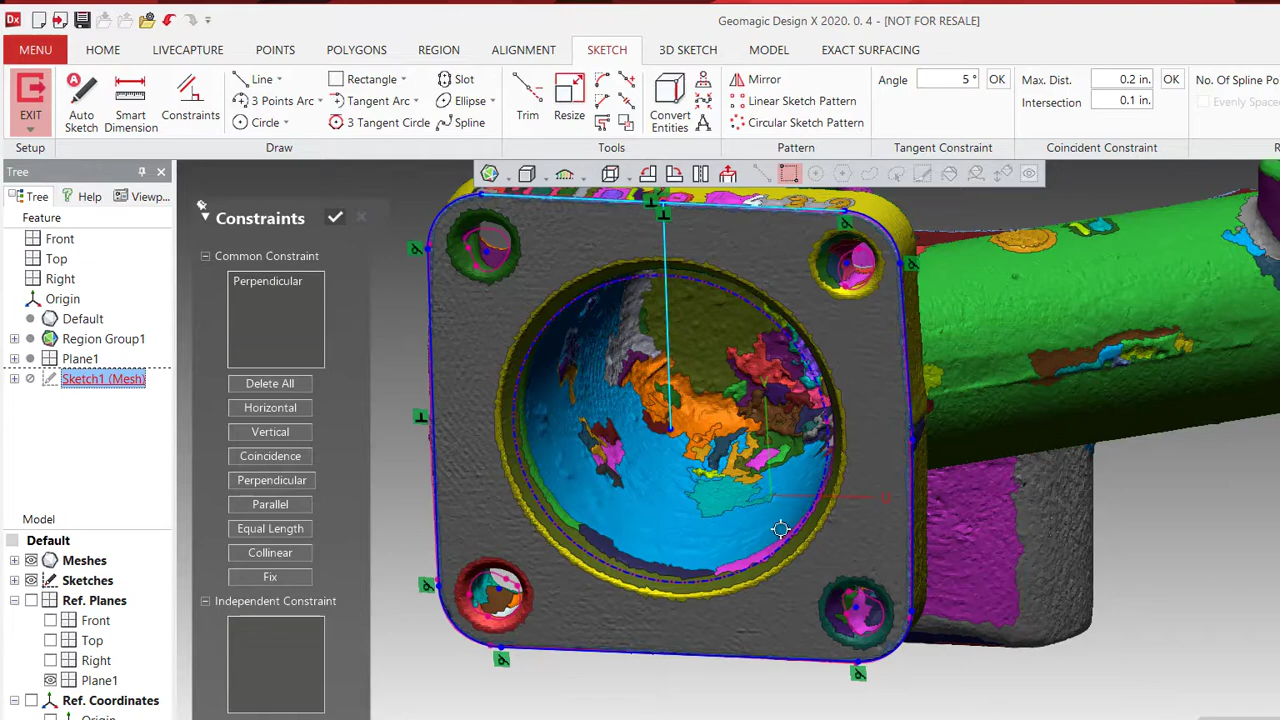 Dx
Geomagic Design X 2020. 0. 4 - [NOT FOR RESALE]
MENU HOME LIVECAPTURE POINTS POLYGONS REGION ALIGNMENT SKETCH 3D SKETCH MODEL EXACT SURFACING
EXIT
Setup
Auto Sketch
Smart Dimension
Constraints
Line
3 Points Arc
Circle
Rectangle
Tangent Arc
3 Tangent Circle
Slot
Ellipse
Spline
Draw
Trim
Resize
Convert Entities
Tools
Mirror
Linear Sketch Pattern
Circular Sketch Pattern
Pattern
Angle 5 ° OK
Tangent Constraint
Max. Dist. 0.2 in. OK
Intersection 0.1 in.
Coincident Constraint
No. Of Spline Po
Evenly Space
Tree
Tree Help Viewp...
Feature
Front
Top
Right
Origin
Default
Region Group1
Plane1
Sketch1 (Mesh)
Model
Default
Meshes
Sketches
Ref. Planes
Front
Top
Right
Plane1
Ref. Coordinates
Origin
Constraints
Common Constraint
Perpendicular
Delete All
Horizontal
Vertical
Coincidence
Perpendicular
Parallel
Equal Length
Collinear
Fix
Independent Constraint